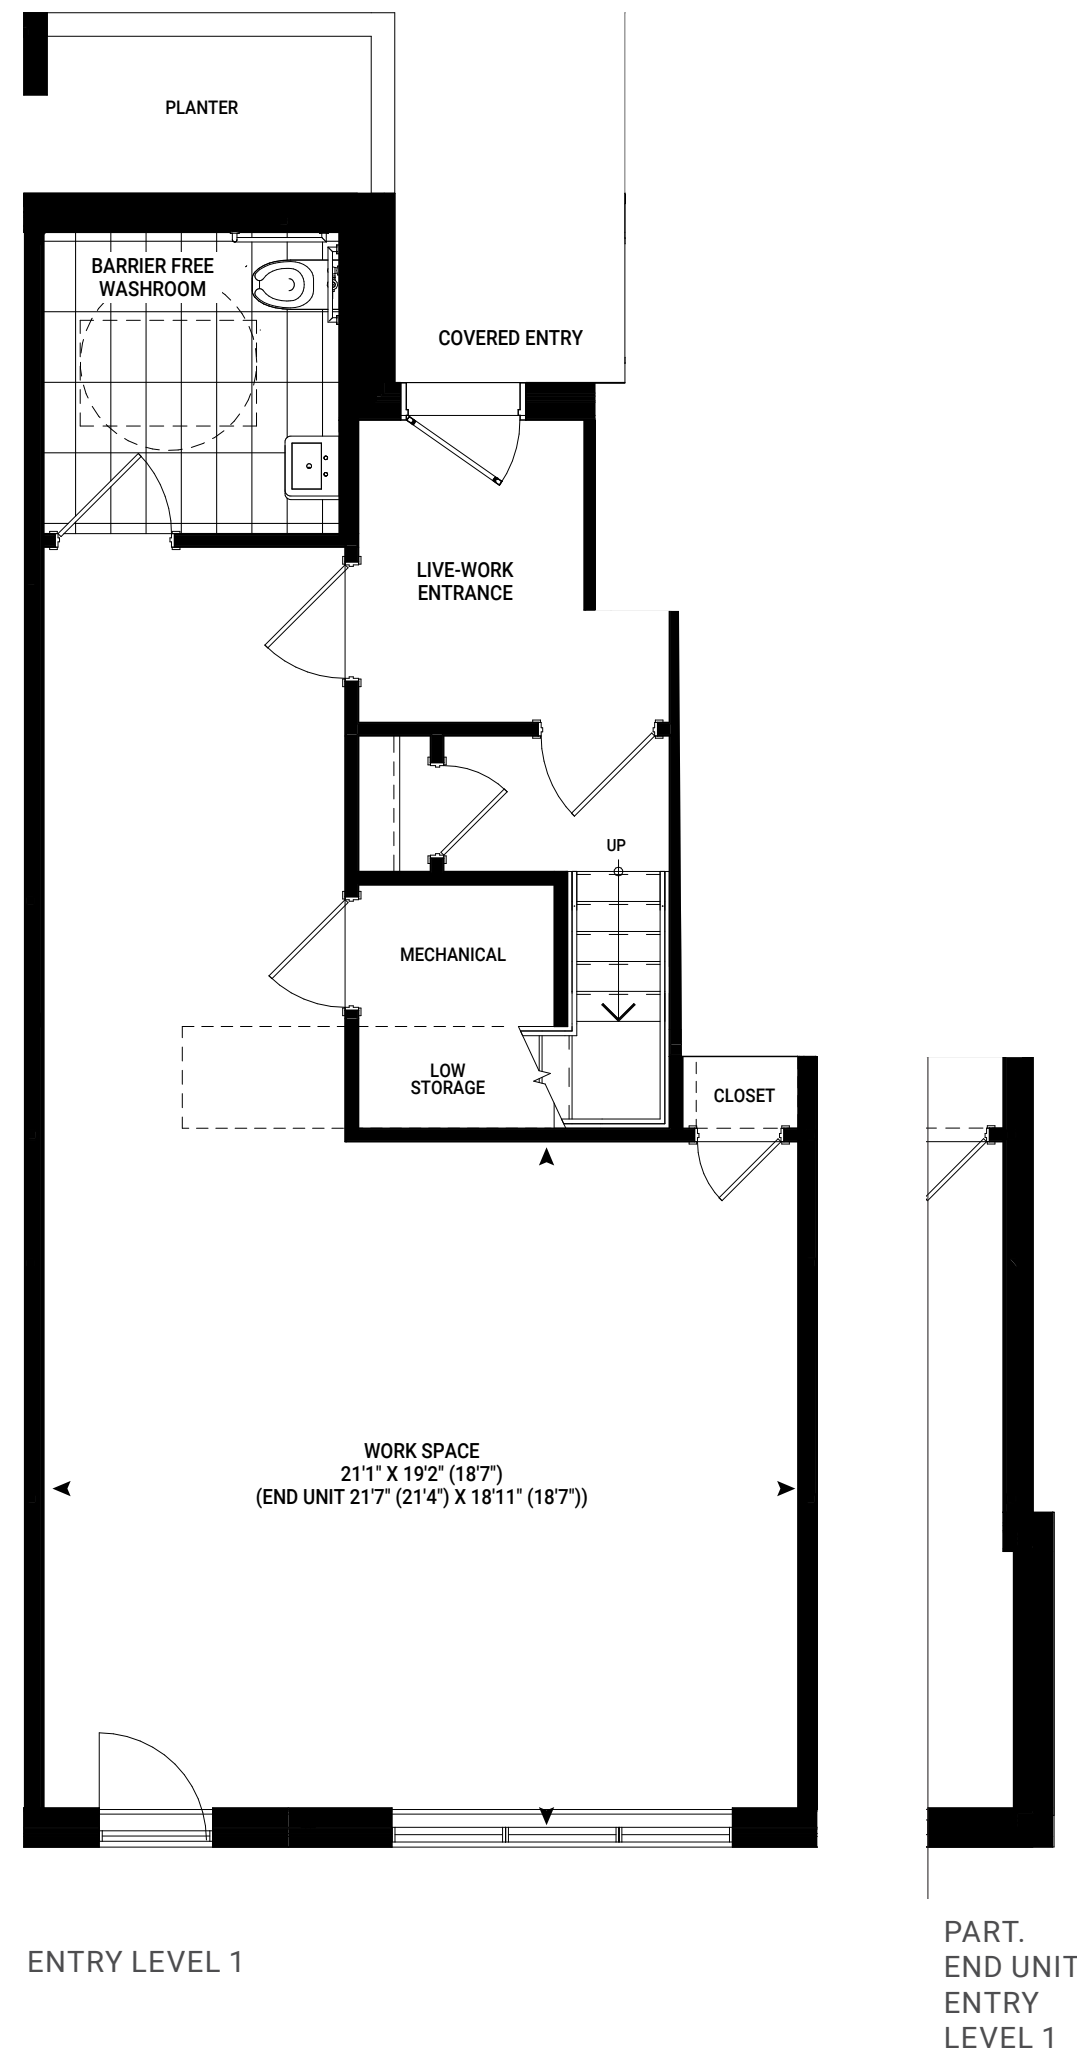 PLANTER
BARRIER FREE
WASHROOM
COVERED ENTRY
LIVE-WORK
ENTRANCE
UP
MECHANICAL
LOW
STORAGE
CLOSET
WORK SPACE
21'1" X 19'2" (18'7")
(END UNIT 21'7" (21'4") X 18'11" (18'7"))
ENTRY LEVEL 1
PART.
END UNIT
ENTRY
LEVEL 1